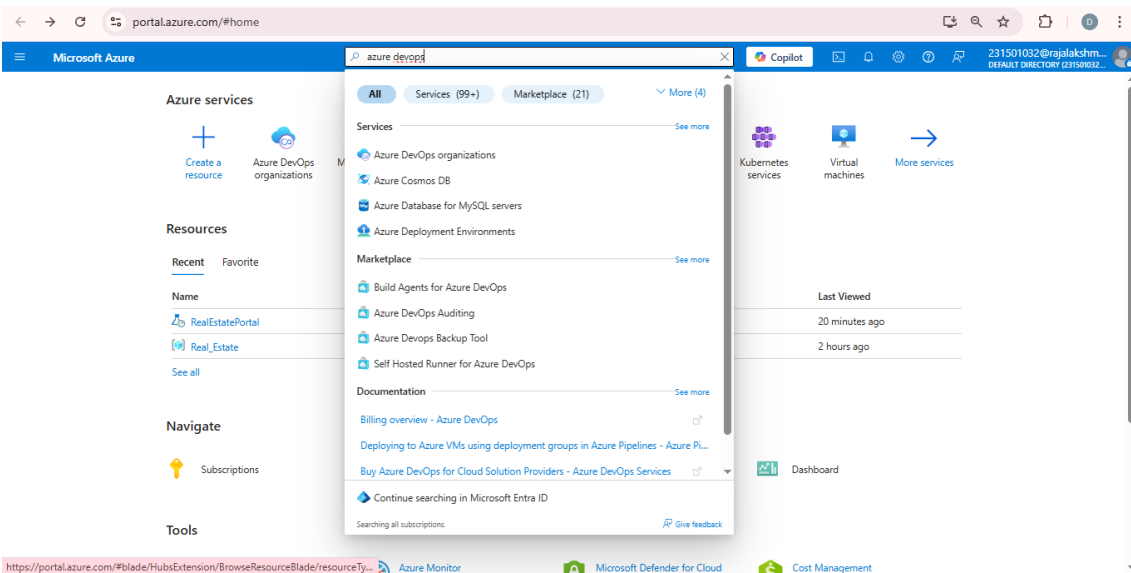 portal.azure.com/#home
D
Microsoft Azure
azure devops
Copilot
231501032@rajalakshm...
DEFAULT DIRECTORY (231501032...
All
Services (99+)
Marketplace (21)
More (4)
Services
See more
Azure DevOps organizations
Azure Cosmos DB
Azure Database for MySQL servers
Azure Deployment Environments
Marketplace
See more
Build Agents for Azure DevOps
Azure DevOps Auditing
Azure Devops Backup Tool
Self Hosted Runner for Azure DevOps
Documentation
See more
Billing overview - Azure DevOps
Deploying to Azure VMs using deployment groups in Azure Pipelines - Azure Pi...
Buy Azure DevOps for Cloud Solution Providers - Azure DevOps Services
Continue searching in Microsoft Entra ID
Searching all subscriptions.
Give feedback
Azure services
Create a
resource
Azure DevOps
organizations
M
Kubernetes
services
Virtual
machines
More services
Resources
Recent
Favorite
Name
Last Viewed
RealEstatePortal
20 minutes ago
Real_Estate
2 hours ago
See all
Navigate
Subscriptions
Dashboard
Tools
Azure Monitor
Microsoft Defender for Cloud
Cost Management
https://portal.azure.com/#blade/HubsExtension/BrowseResourceBlade/resourceTy...